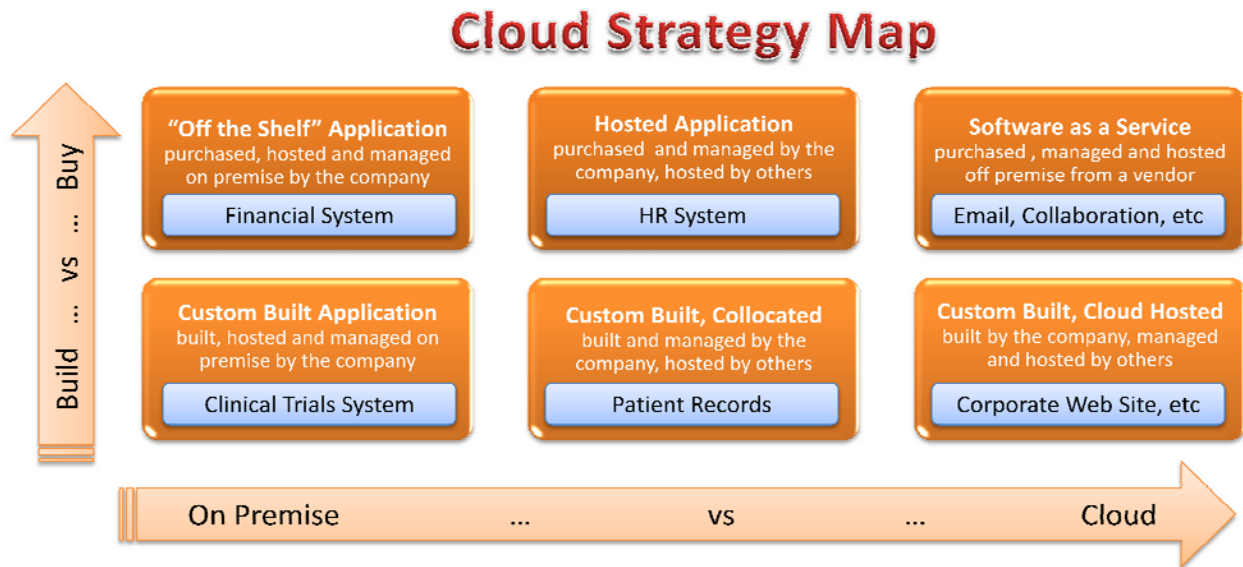 Cloud Strategy Map
Buy
...
vs
...
Build
“Off the Shelf” Application
purchased, hosted and managed
on premise by the company
Financial System
Hosted Application
purchased and managed by the
company, hosted by others
HR System
Software as a Service
purchased , managed and hosted
off premise from a vendor
Email, Collaboration, etc
Custom Built Application
built, hosted and managed on
premise by the company
Clinical Trials System
Custom Built, Collocated
built and managed by the
company, hosted by others
Patient Records
Custom Built, Cloud Hosted
built by the company, managed
and hosted by others
Corporate Web Site, etc
On Premise ... vs ... Cloud